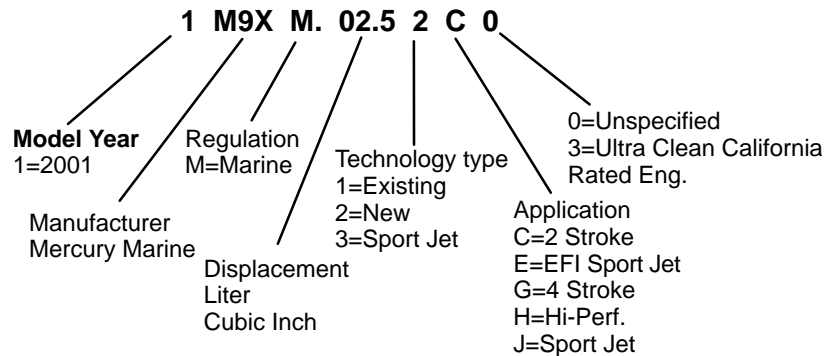 1 M9X M. 02.5 2 C 0
Model Year
1=2001
Manufacturer
Mercury Marine
Regulation
M=Marine
Displacement
Liter
Cubic Inch
Technology type
1=Existing
2=New
3=Sport Jet
Application
C=2 Stroke
E=EFI Sport Jet
G=4 Stroke
H=Hi-Perf.
J=Sport Jet
0=Unspecified
3=Ultra Clean California
Rated Eng.